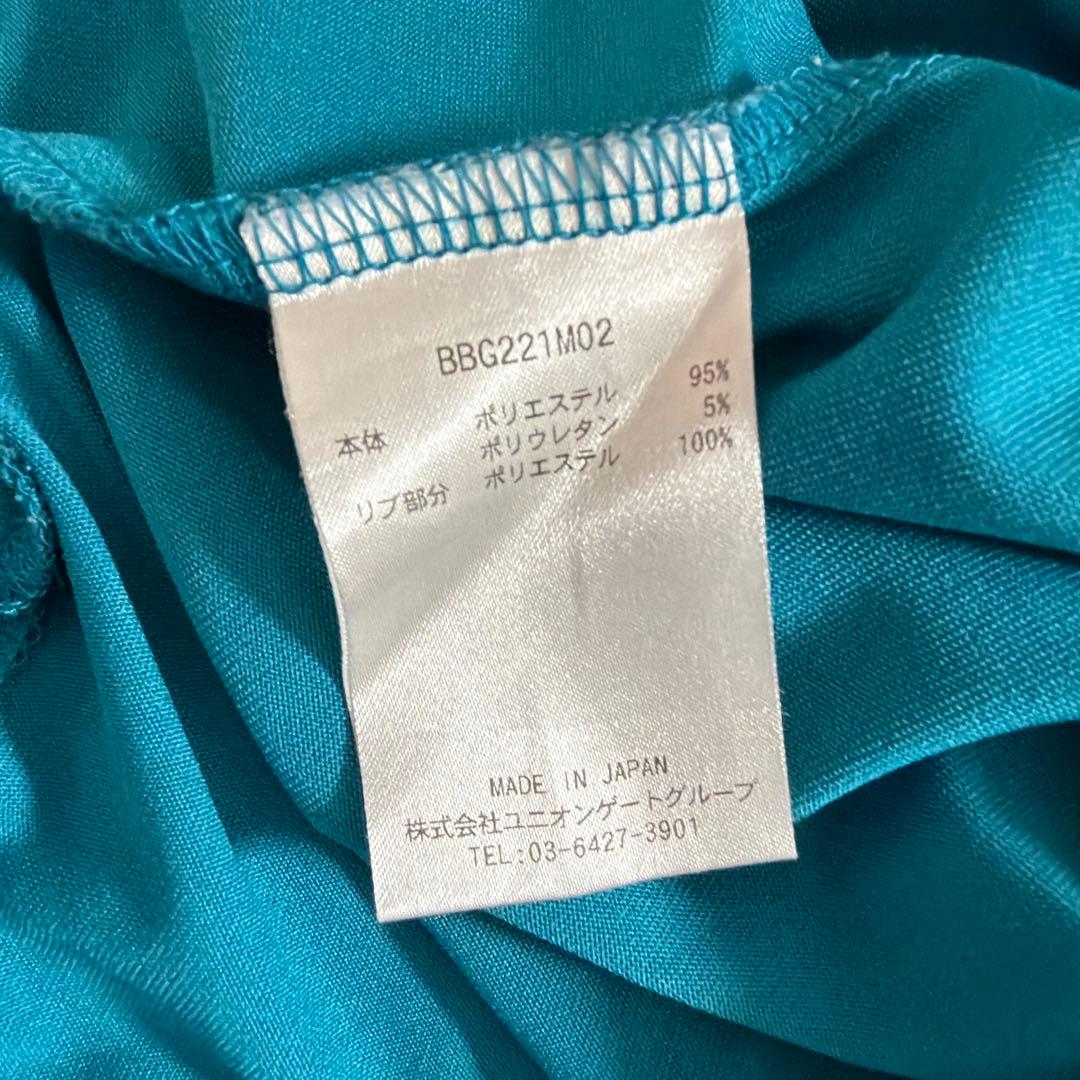 BBG221M02
本体 ポリエステル 95%
ポリウレタン 5%
リブ部分 ポリエステル 100%
MADE IN JAPAN
株式会社ユニオンゲートグループ
TEL:03-6427-3901